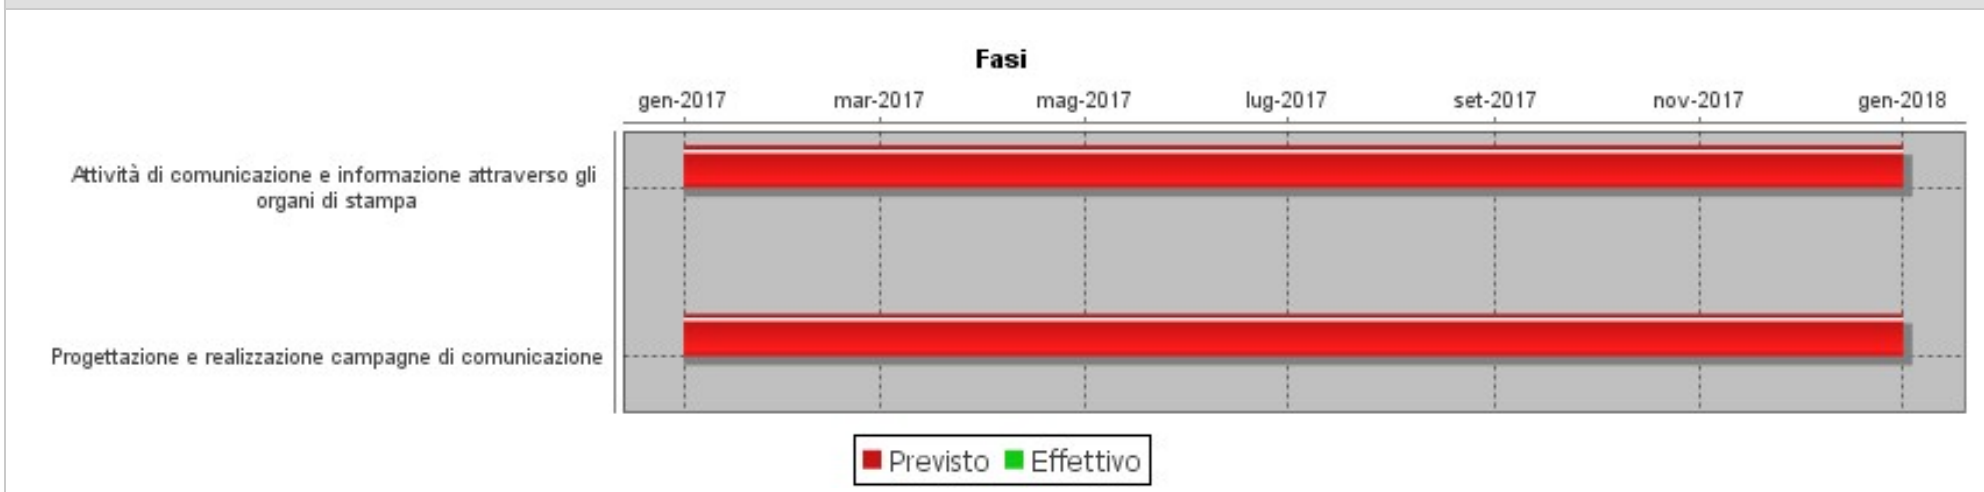 Fasi
gen-2017 mar-2017 mag-2017 lug-2017 set-2017 nov-2017 gen-2018
Attività di comunicazione e informazione attraverso gli
organi di stampa
Progettazione e realizzazione campagne di comunicazione
Previsto Effettivo